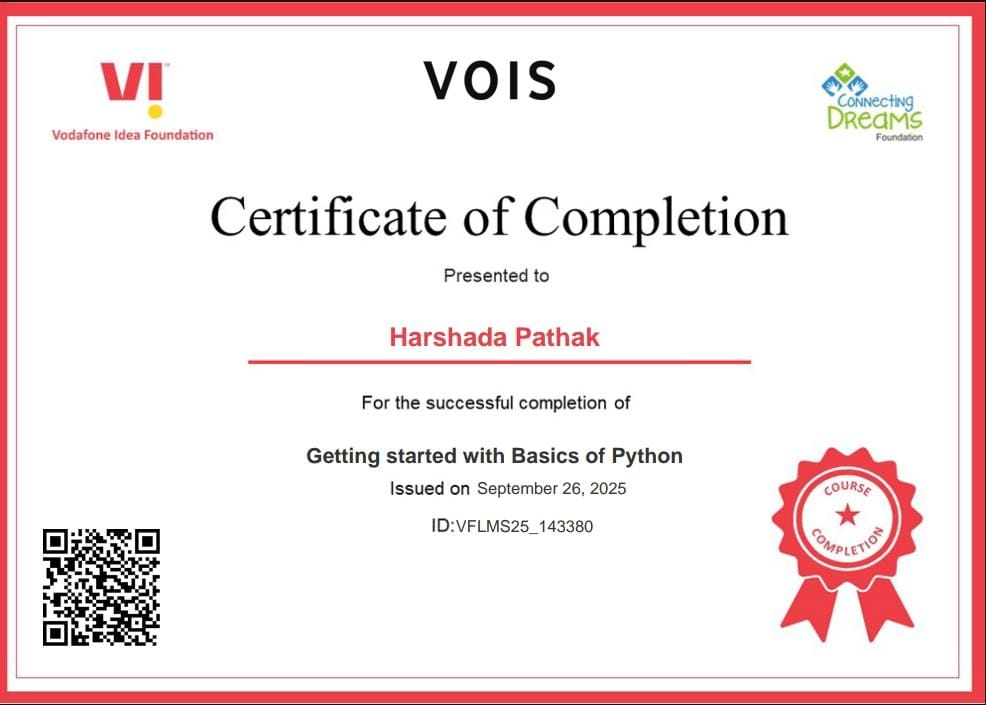 VI™
Vodafone Idea Foundation
VOIS
CONNECTING
DREAMS
Foundation
Certificate of Completion
Presented to
Harshada Pathak
For the successful completion of
Getting started with Basics of Python
Issued on September 26, 2025
ID:VFLMS25_143380
COURSE
COMPLETION